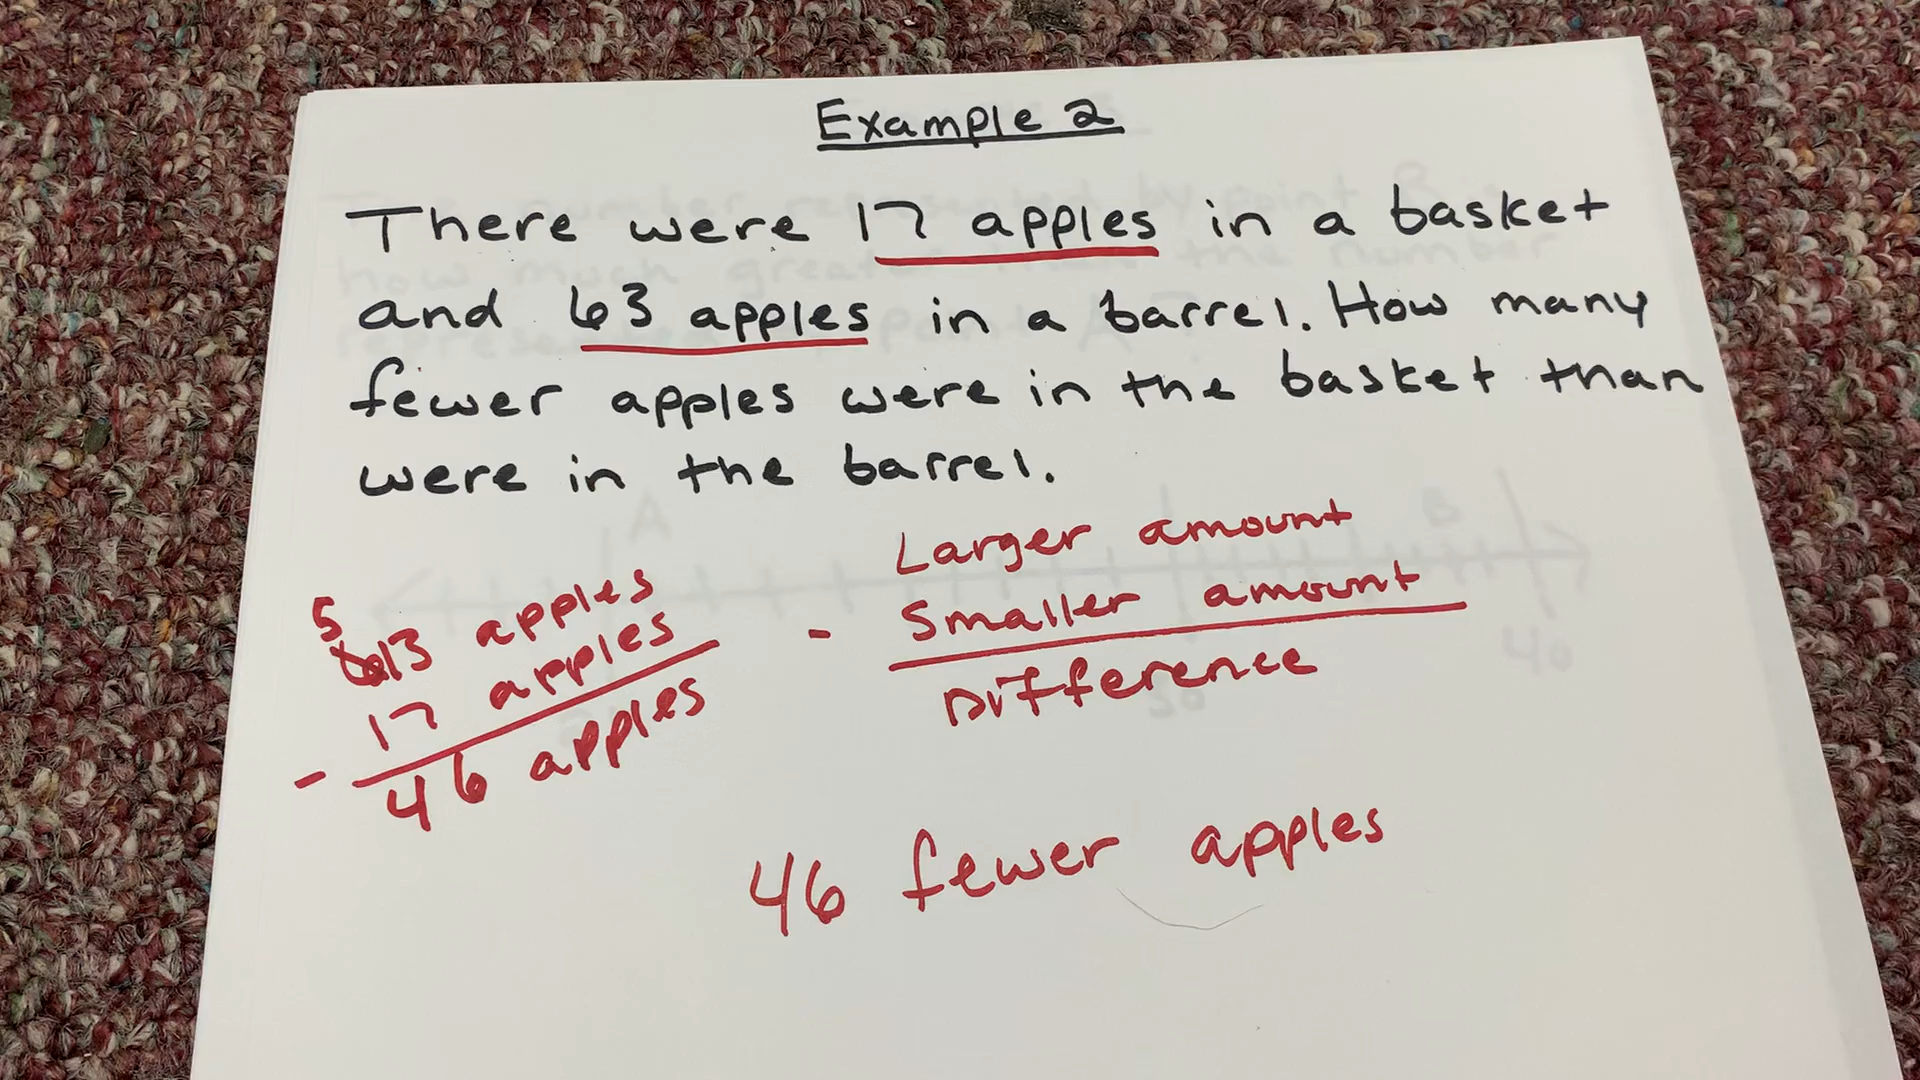 Example 2
There were 17 apples in a basket
and 63 apples in a barrel. How many
fewer apples were in the basket than
were in the barrel.
Larger amount
- Smaller amount
Difference
5
613 apples
- 17 apples
46 apples
46 fewer apples